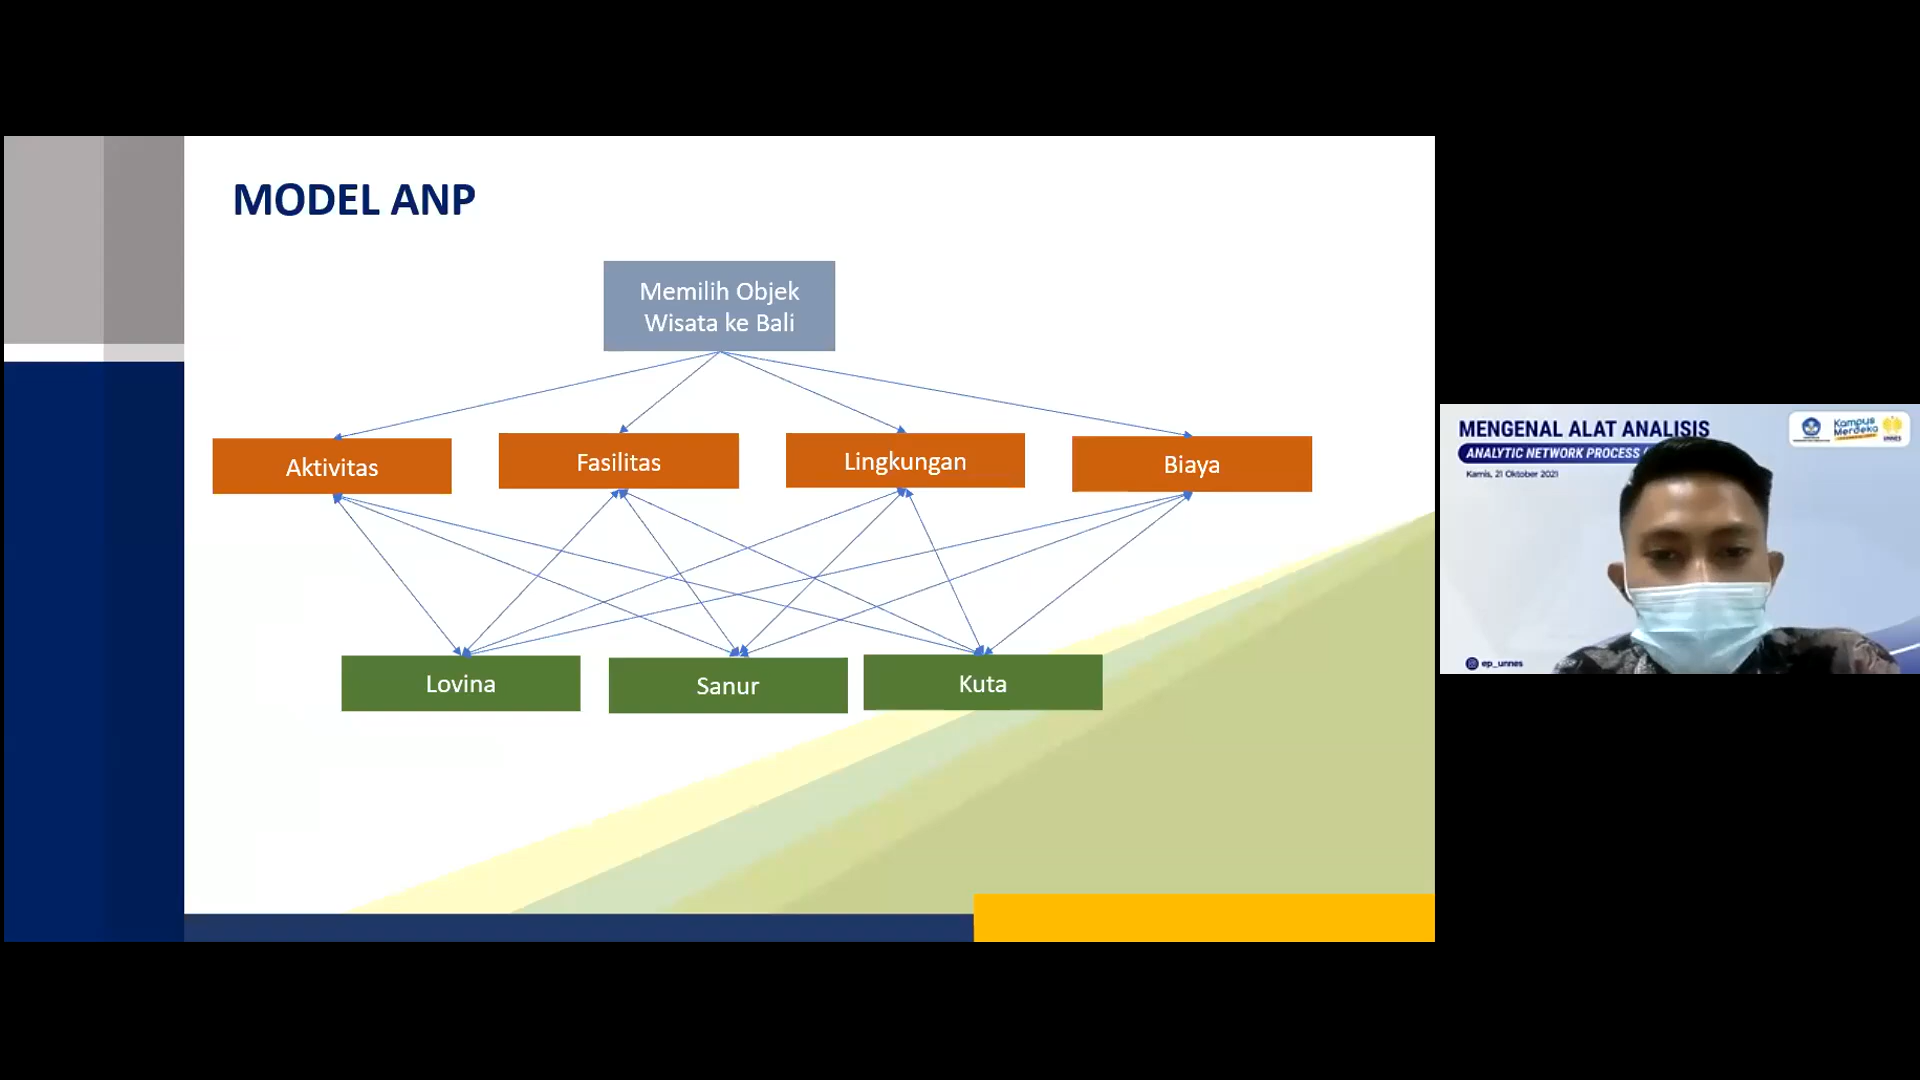 MODEL ANP
Memilih Objek
Wisata ke Bali
Aktivitas
Fasilitas
Lingkungan
Biaya
Lovina
Sanur
Kuta
MENGENAL ALAT ANALISIS
ANALYTIC NETWORK PROCESS (
Kamis, 21 Oktober 2021
Kampus
Merdeka
UNNES
ep_unnes